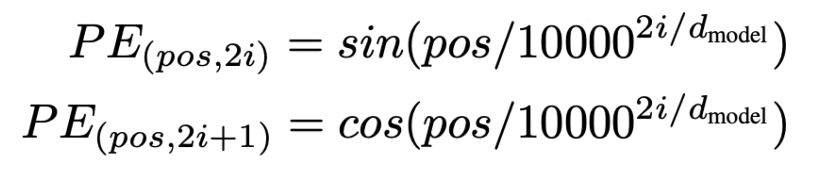 PE(pos,2i) = sin(pos/10000^2i/d_model)
PE(pos,2i+1) = cos(pos/10000^2i/d_model)